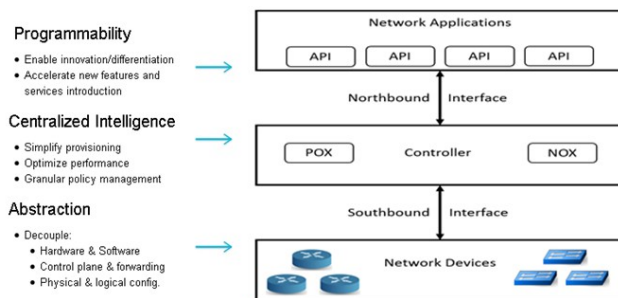 Programmability
• Enable innovation/differentiation
• Accelerate new features and
services introduction
Centralized Intelligence
• Simplify provisioning
• Optimize performance
• Granular policy management
Abstraction
• Decouple:
• Hardware & Software
• Control plane & forwarding
• Physical & logical config.
Network Applications
API API API API
Northbound Interface
POX Controller NOX
Southbound Interface
Network Devices